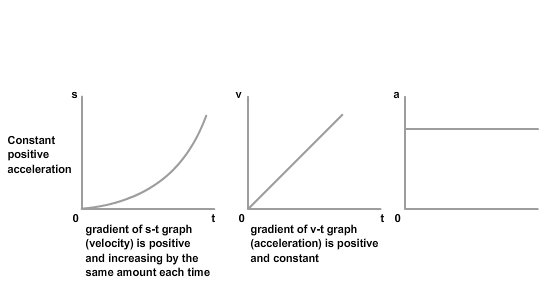 s
v
a
Constant
positive
acceleration
0
t
0
t
0
gradient of s-t graph
(velocity) is positive
and increasing by the
same amount each time
gradient of v-t graph
(acceleration) is positive
and constant